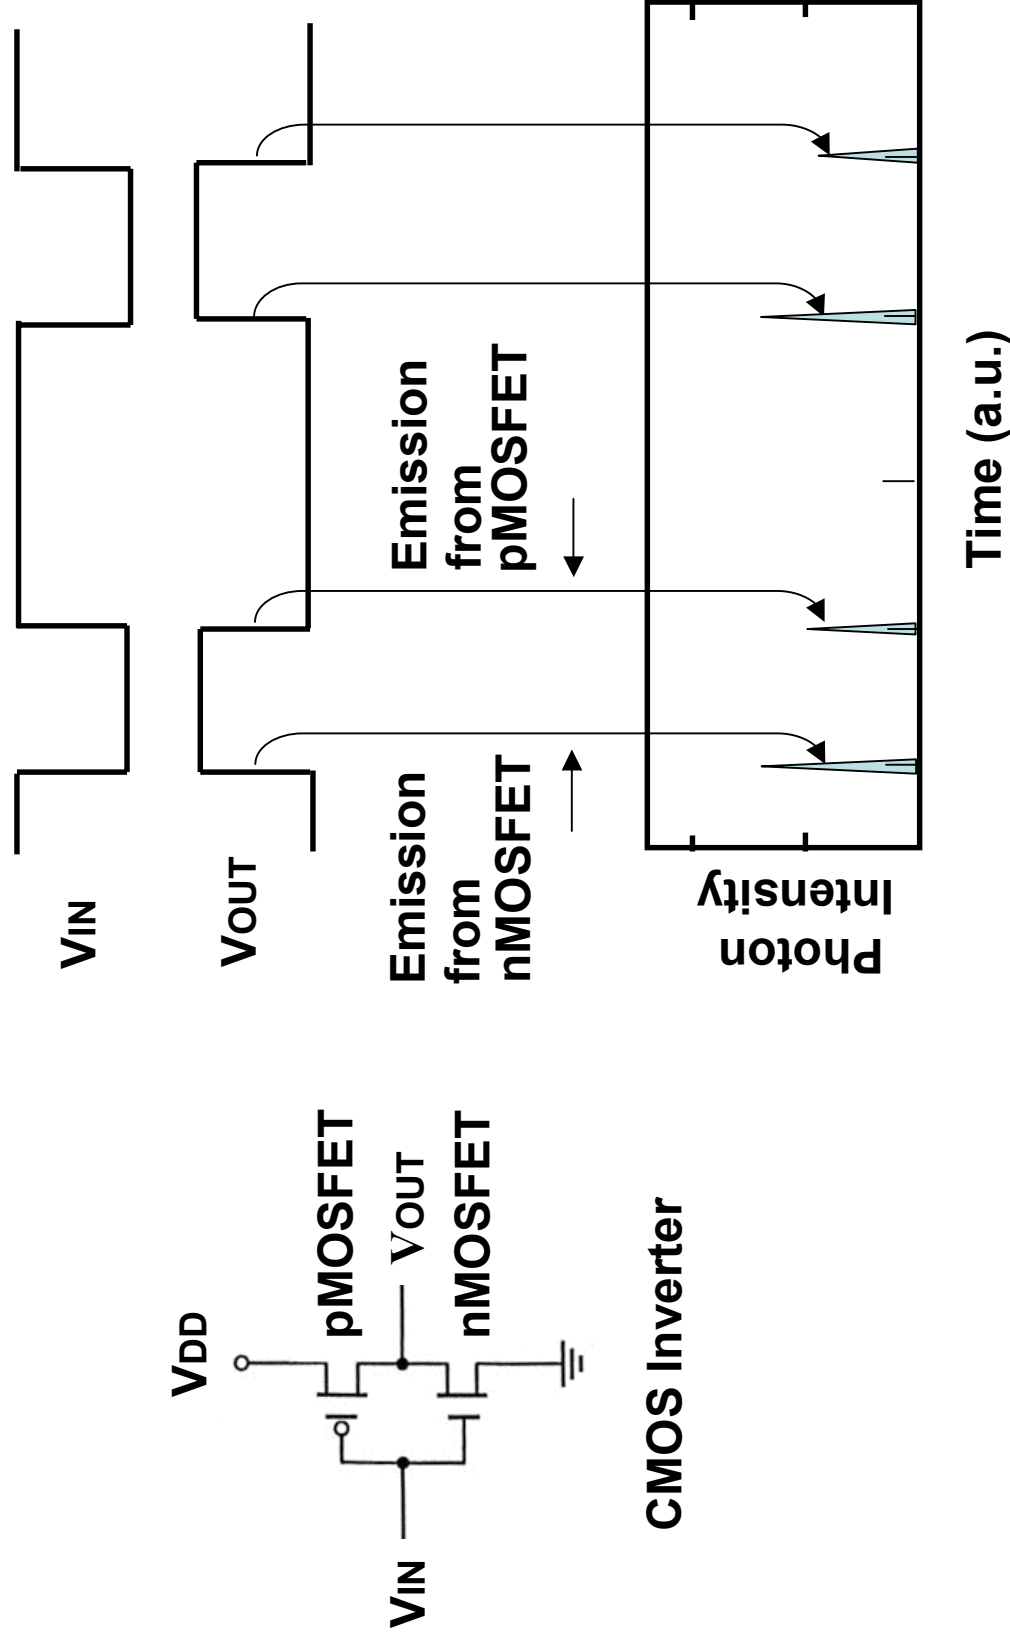 VDD
pMOSFET
VIN
VOUT
nMOSFET
CMOS Inverter
VIN
VOUT
Emission
from
nMOSFET
Emission
from
pMOSFET
Photon
Intensity
Time (a.u.)